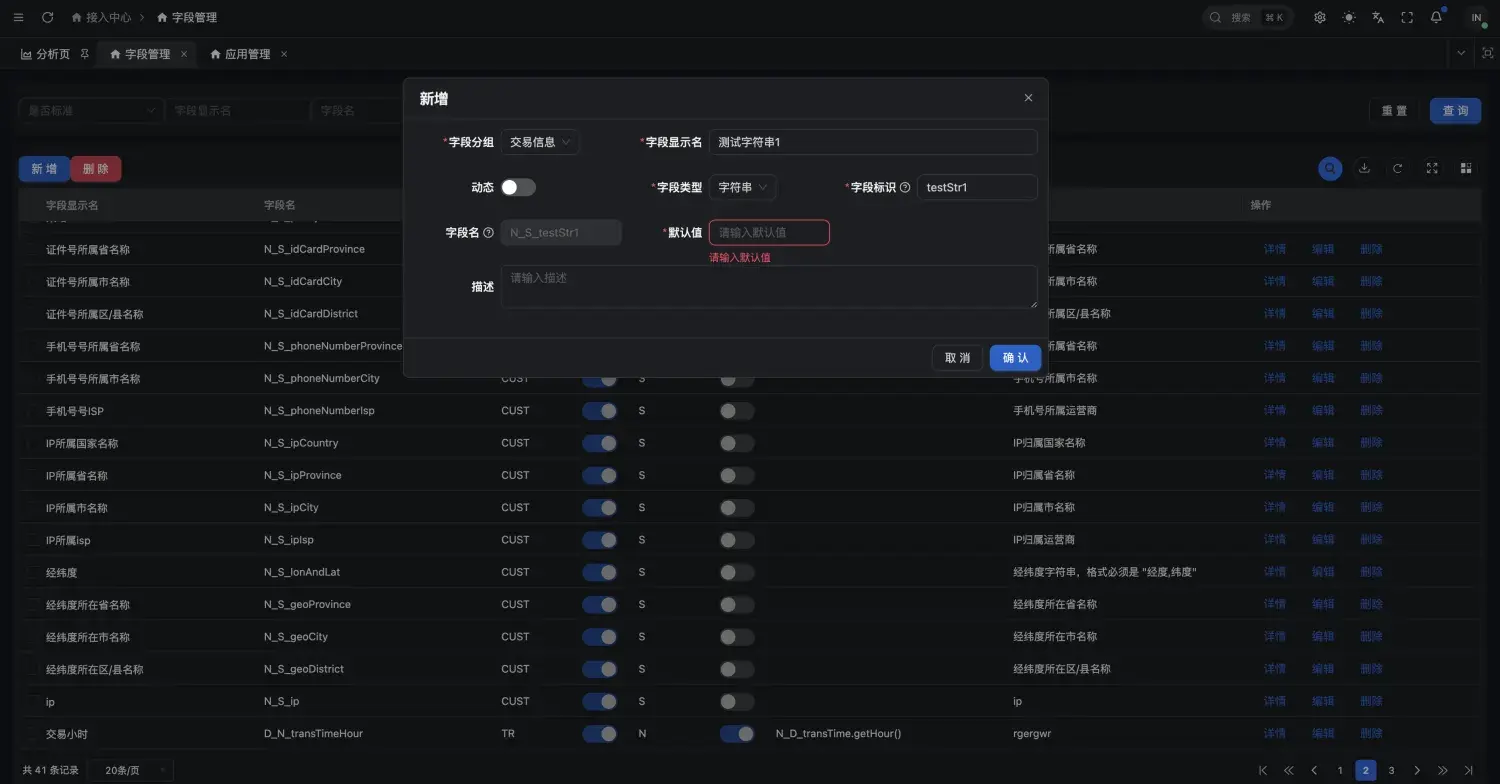 接入中心 字段管理 搜索 ⌘ K IN
分析页 字段管理 × 应用管理 ×
是否标准 字段显示名 字段名 重 置 查 询
新 增 删 除
字段显示名 字段名 操作
新增
*字段分组 交易信息 *字段显示名 测试字符串1
动态 *字段类型 字符串 *字段标识 testStr1
字段名 N_S_testStr1 *默认值 请输入默认值
请输入默认值
描述 请输入描述
取 消 确 认
证件号所属省名称 N_S_idCardProvince 所属省名称 详情 编辑 删除
证件号所属市名称 N_S_idCardCity 所属市名称 详情 编辑 删除
证件号所属区/县名称 N_S_idCardDistrict 所属区/县名称 详情 编辑 删除
手机号号所属省名称 N_S_phoneNumberProvince 所属省名称 详情 编辑 删除
手机号号所属市名称 N_S_phoneNumberCity CUST S 手机号所属市名称 详情 编辑 删除
手机号号ISP N_S_phoneNumberIsp CUST S 手机号所属运营商 详情 编辑 删除
IP所属国家名称 N_S_ipCountry CUST S IP归属国家名称 详情 编辑 删除
IP所属省名称 N_S_ipProvince CUST S IP归属省名称 详情 编辑 删除
IP所属市名称 N_S_ipCity CUST S IP归属市名称 详情 编辑 删除
IP所属isp N_S_ipIsp CUST S IP归属运营商 详情 编辑 删除
经纬度 N_S_lonAndLat CUST S 经纬度字符串，格式必须是 "经度,纬度" 详情 编辑 删除
经纬度所在省名称 N_S_geoProvince CUST S 经纬度所在省名称 详情 编辑 删除
经纬度所在市名称 N_S_geoCity CUST S 经纬度所在市名称 详情 编辑 删除
经纬度所在区/县名称 N_S_geoDistrict CUST S 经纬度所在区/县名称 详情 编辑 删除
ip N_S_ip CUST S ip 详情 编辑 删除
交易小时 D_N_transTimeHour TR N N_D_transTime.getHour() rgergwr 详情 编辑 删除
共 41 条记录 20条/页 1 2 3